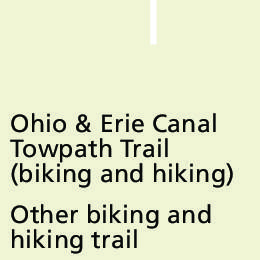 Ohio & Erie Canal
Towpath Trail
(biking and hiking)
Other biking and
hiking trail